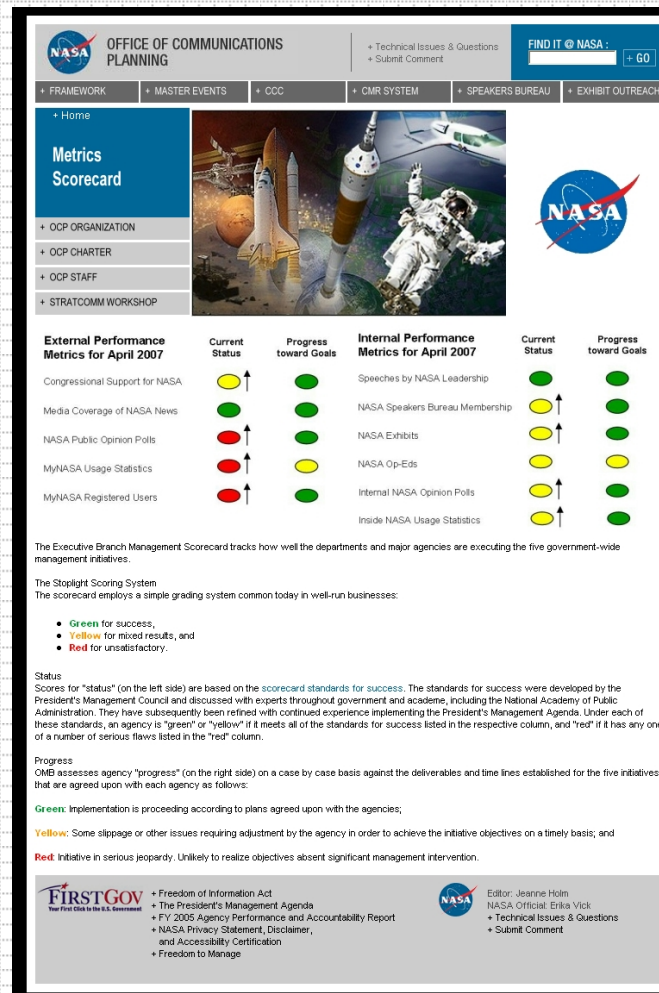 NASA
OFFICE OF COMMUNICATIONS
PLANNING
+ Technical Issues & Questions
+ Submit Comment
FIND IT @ NASA :
+ GO
+ FRAMEWORK
+ MASTER EVENTS
+ CCC
+ CMR SYSTEM
+ SPEAKERS BUREAU
+ EXHIBIT OUTREACH
+ Home
Metrics
Scorecard
+ OCP ORGANIZATION
+ OCP CHARTER
+ OCP STAFF
+ STRATCOMM WORKSHOP
NASA
External Performance
Metrics for April 2007
Current
Status
Progress
toward Goals
Congressional Support for NASA
Media Coverage of NASA News
NASA Public Opinion
Polls
MyNASA Usage Statistics
MyNASA Registered Users
Internal Performance
Metrics for April 2007
Current
Status
Progress
toward Goals
Speeches by NASA Leadership
NASA Speakers Bureau Membership
NASA Exhibits
NASA Op-Eds
Internal NASA Opinion Polls
Inside NASA Usage Statistics
The Executive Branch Management Scorecard tracks how well the departments and major agencies are executing the five government-wide
management initiatives.
The Stoplight Scoring System
The scorecard employs a simple grading system common today in well-run businesses:
● Green for success,
● Yellow for mixed results, and
● Red for unsatisfactory.
Status
Scores for "status" (on the left side) are based on the scorecard standards for success. The standards for success were developed by the
President's Management Council and discussed with experts throughout government and academe, including the National Academy of Public
Administration. They have subsequently been refined with continued experience implementing the President's Management Agenda. Under each of
these standards, an agency is "green" or "yellow" if it meets all of the standards for success listed in the respective column, and "red" if it has any one
of a number of serious flaws listed in the "red" column.
Progress
OMB assesses agency "progress" (on the right side) on a case by case basis against the deliverables and time lines established for the five initiatives
that are agreed upon with each agency as follows:
Green: Implementation is proceeding according to plans agreed upon with the agencies;
Yellow: Some slippage or other issues requiring adjustment by the agency in order to achieve the initiative objectives on a timely basis; and
Red: Initiative in serious jeopardy. Unlikely to realize objectives absent significant management intervention.
FIRSTGOV
Your First Click to the U.S. Government
+ Freedom of Information Act
+ The President's Management Agenda
+ FY 2005 Agency Performance and Accountability Report
+ NASA Privacy Statement, Disclaimer,
and Accessibility Certification
+ Freedom to Manage
NASA
Editor: Jeanne Holm
NASA Official: Erika Vick
+ Technical Issues & Questions
+ Submit Comment